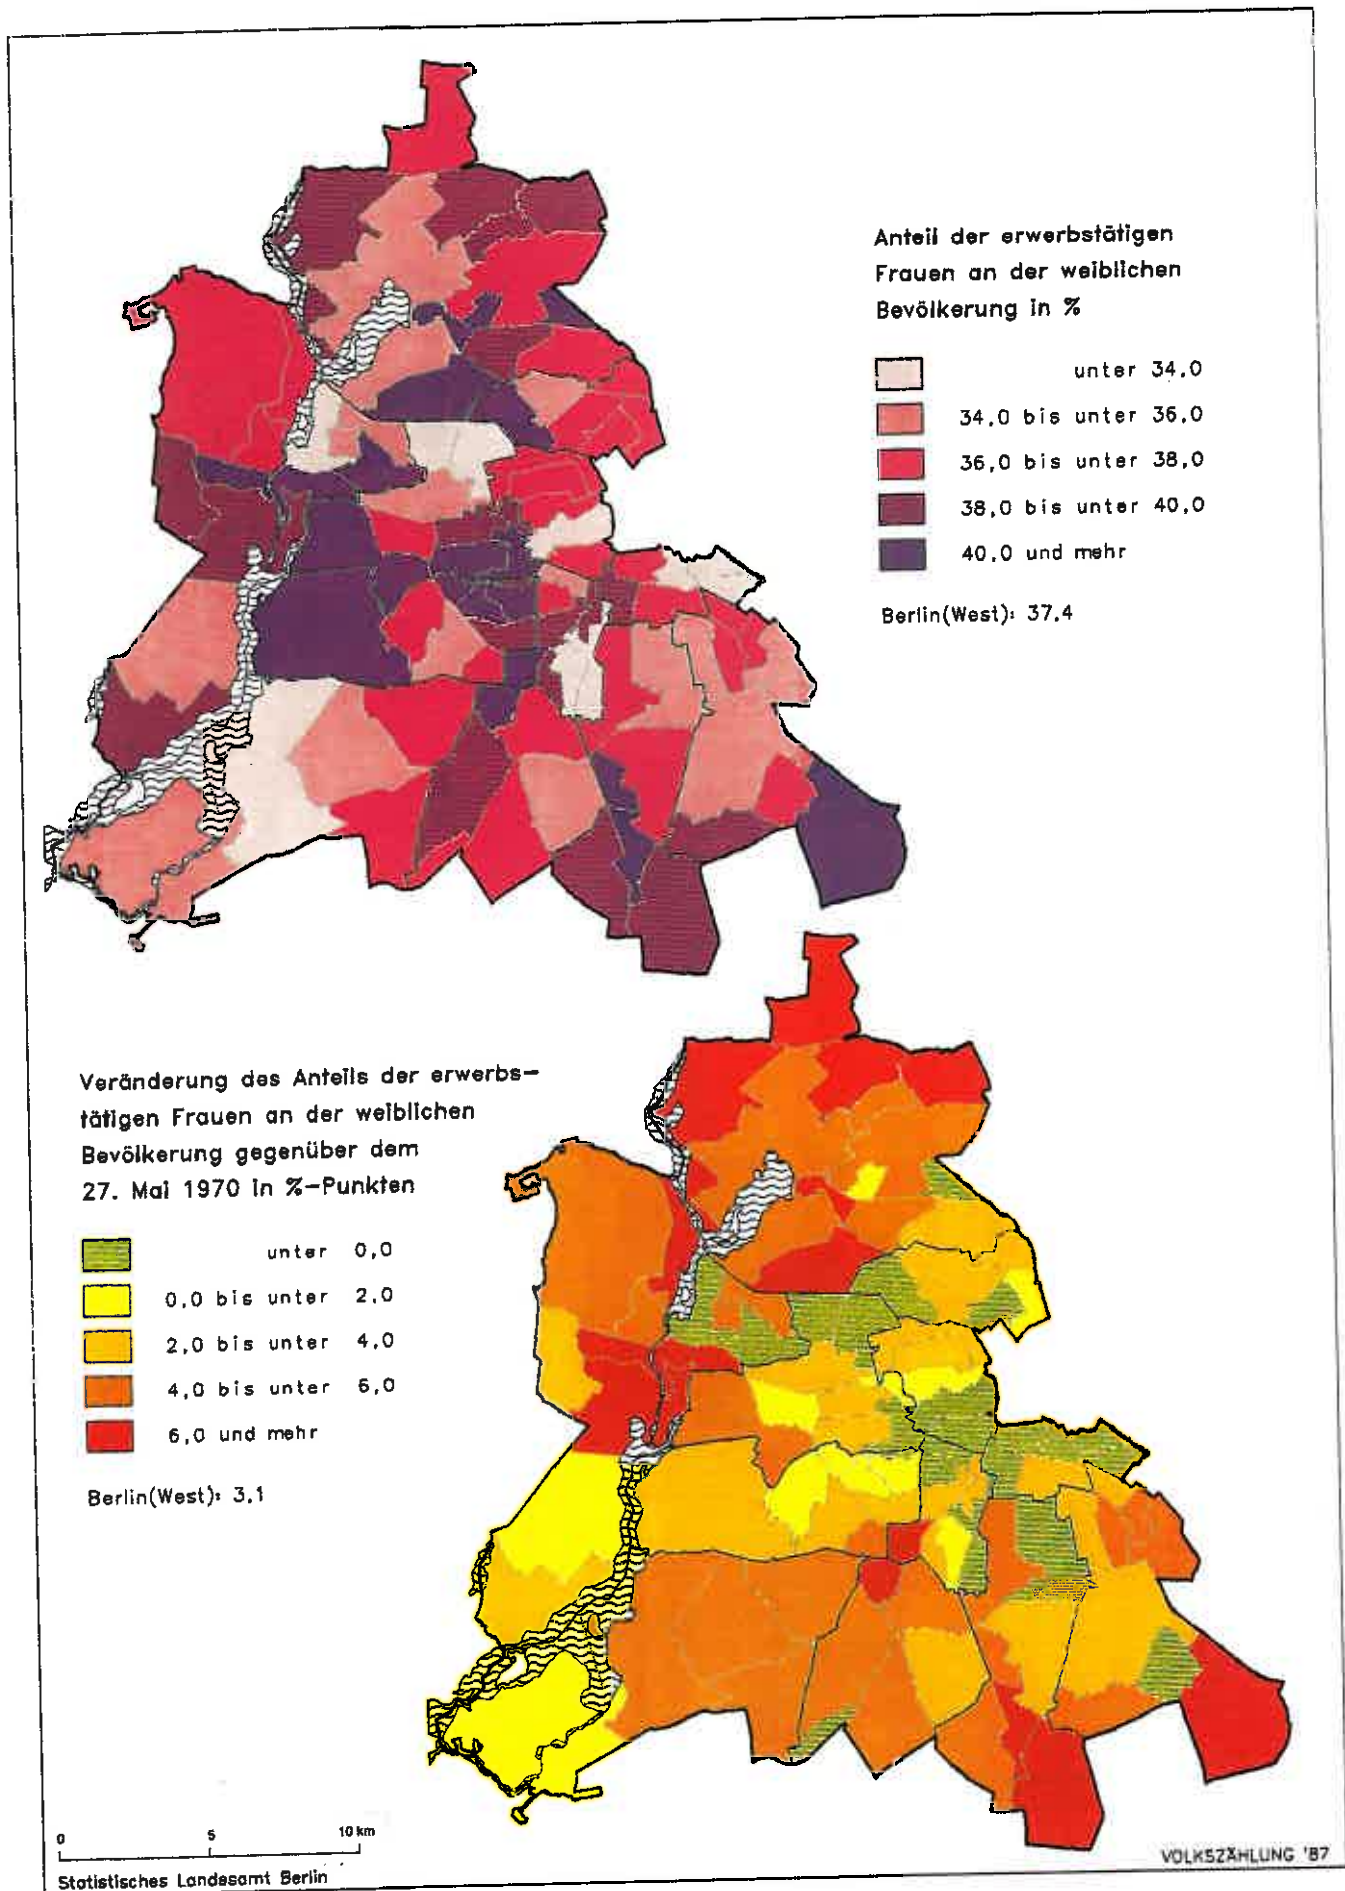 Anteil der erwerbstätigen
Frauen an der weiblichen
Bevölkerung in %
unter 34,0
34,0 bis unter 36,0
36,0 bis unter 38,0
38,0 bis unter 40,0
40,0 und mehr
Berlin(West): 37,4
Veränderung des Anteils der erwerbs-
tätigen Frauen an der weiblichen
Bevölkerung gegenüber dem
27. Mai 1970 in %-Punkten
unter 0,0
0,0 bis unter 2,0
2,0 bis unter 4,0
4,0 bis unter 6,0
6,0 und mehr
Berlin(West): 3,1
0 5 10 km
Statistisches Landesamt Berlin
VOLKSZÄHLUNG '87